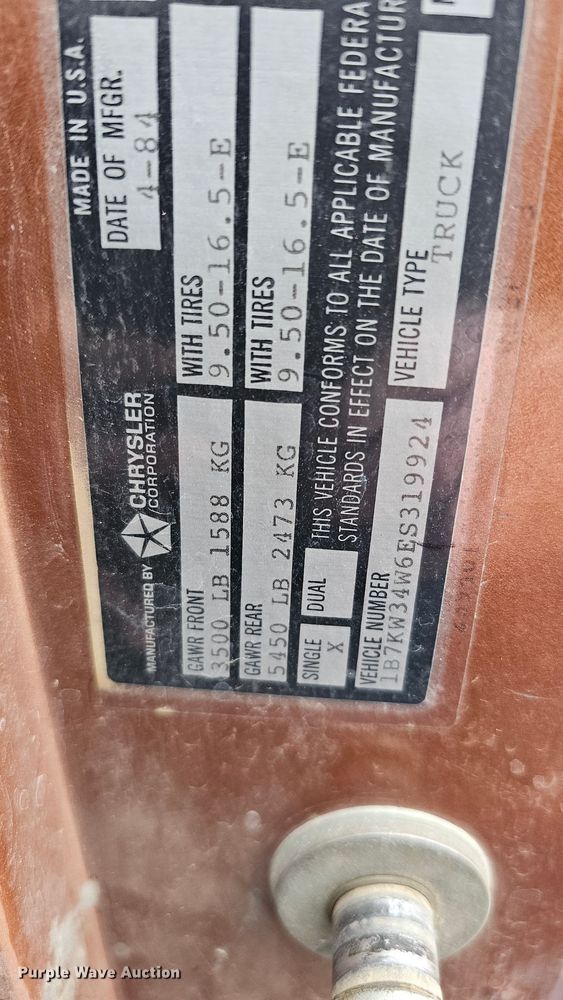 MANUFACTURED BY CHRYSLER CORPORATION
MADE IN U.S.A.
DATE OF MFGR.
4-84
GAWR FRONT
3500 LB 1588 KG
WITH TIRES
9.50-16.5-E
GAWR REAR
5450 LB 2473 KG
WITH TIRES
9.50-16.5-E
SINGLE X DUAL
THIS VEHICLE CONFORMS TO ALL APPLICABLE FEDERA
STANDARDS IN EFFECT ON THE DATE OF MANUFACTUR
VEHICLE NUMBER
1B7KW34W6ES319924
VEHICLE TYPE
TRUCK
Purple Wave Auction